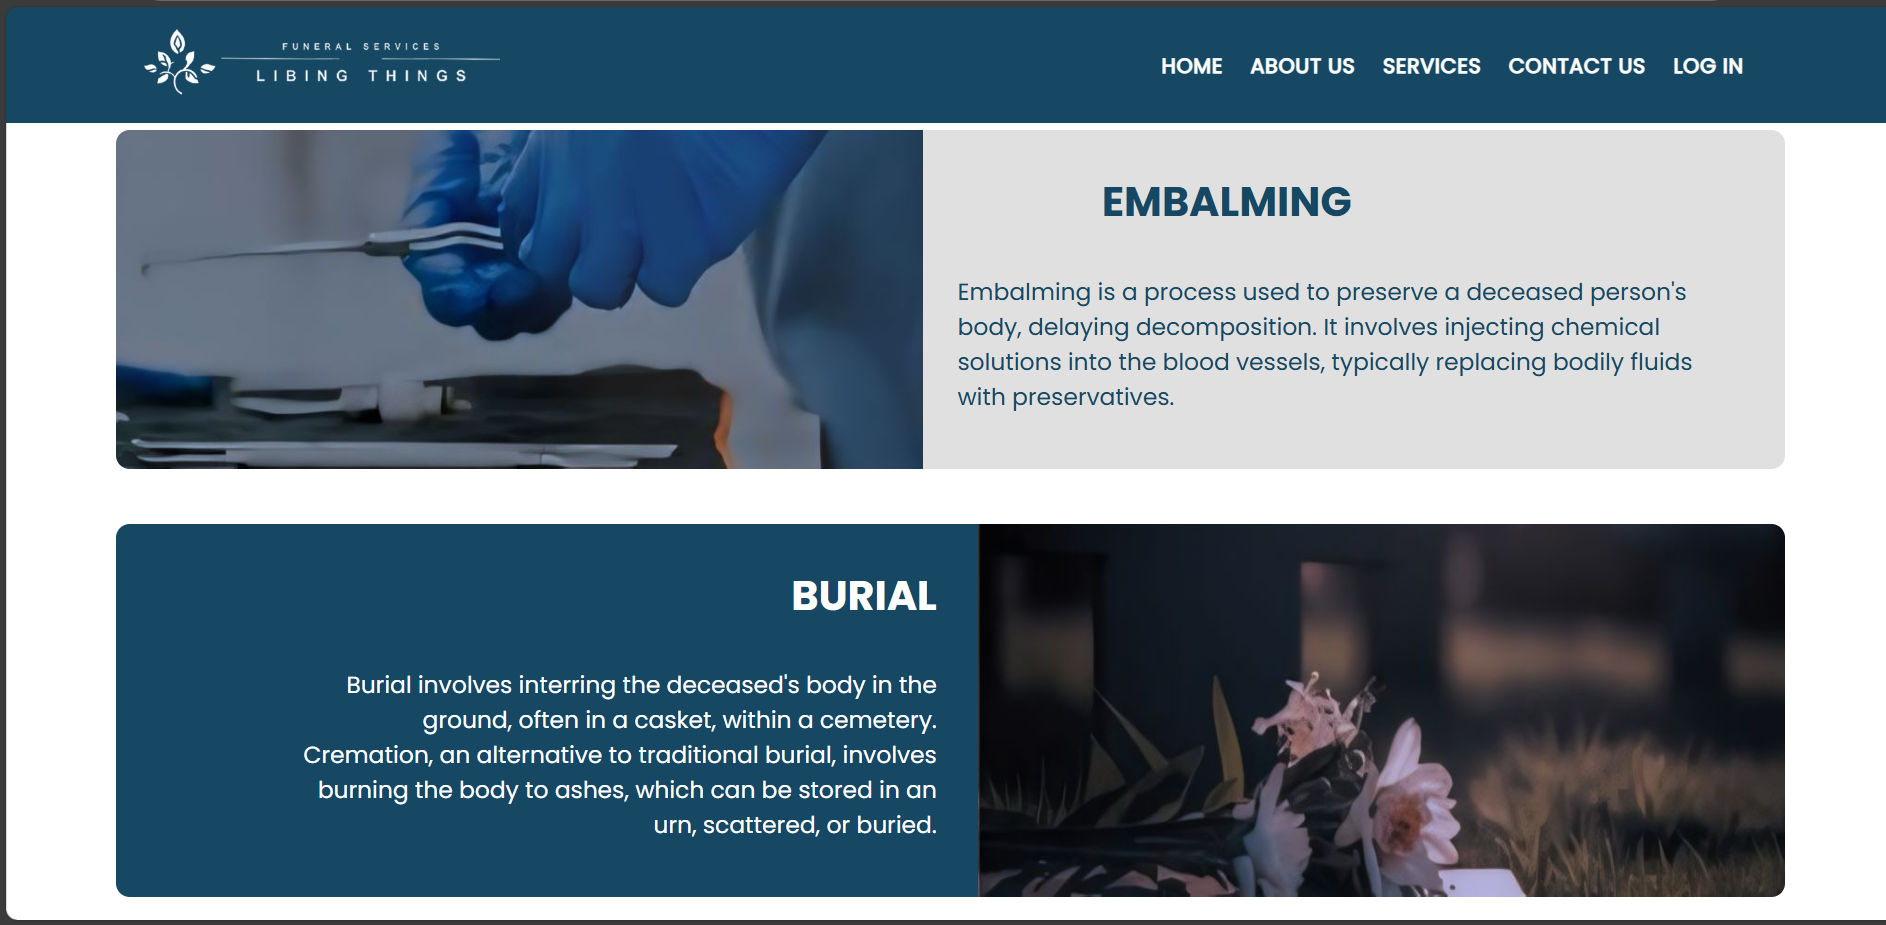 FUNERAL SERVICES
LIBING THINGS
HOME ABOUT US SERVICES CONTACT US LOG IN
EMBALMING
Embalming is a process used to preserve a deceased person's
body, delaying decomposition. It involves injecting chemical
solutions into the blood vessels, typically replacing bodily fluids
with preservatives.
BURIAL
Burial involves interring the deceased's body in the
ground, often in a casket, within a cemetery.
Cremation, an alternative to traditional burial, involves
burning the body to ashes, which can be stored in an
urn, scattered, or buried.